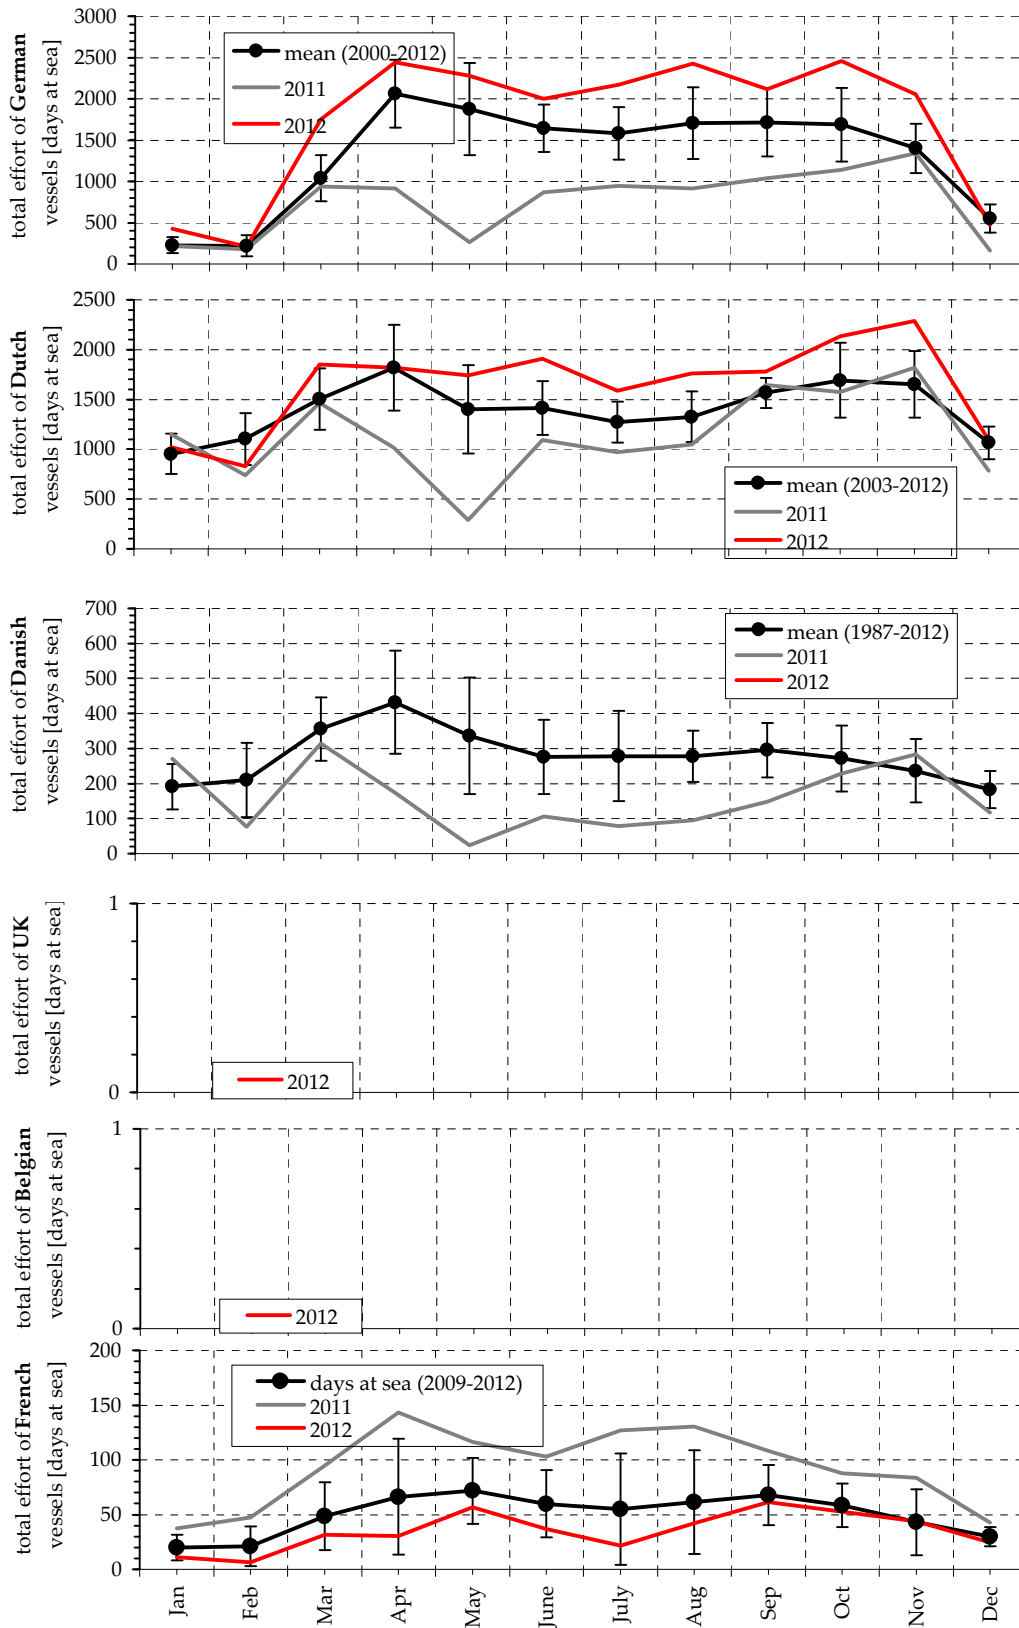 total effort of German
vessels [days at sea]
3000
2500
2000
1500
1000
500
0
mean (2000-2012)
2011
2012
total effort of Dutch
vessels [days at sea]
2500
2000
1500
1000
500
0
mean (2003-2012)
2011
2012
total effort of Danish
vessels [days at sea]
700
600
500
400
300
200
100
0
mean (1987-2012)
2011
2012
total effort of UK
vessels [days at sea]
1
0
2012
total effort of Belgian
vessels [days at sea]
1
0
2012
total effort of French
vessels [days at sea]
200
150
100
50
0
days at sea (2009-2012)
2011
2012
Jan
Feb
Mar
Apr
May
June
July
Aug
Sep
Oct
Nov
Dec